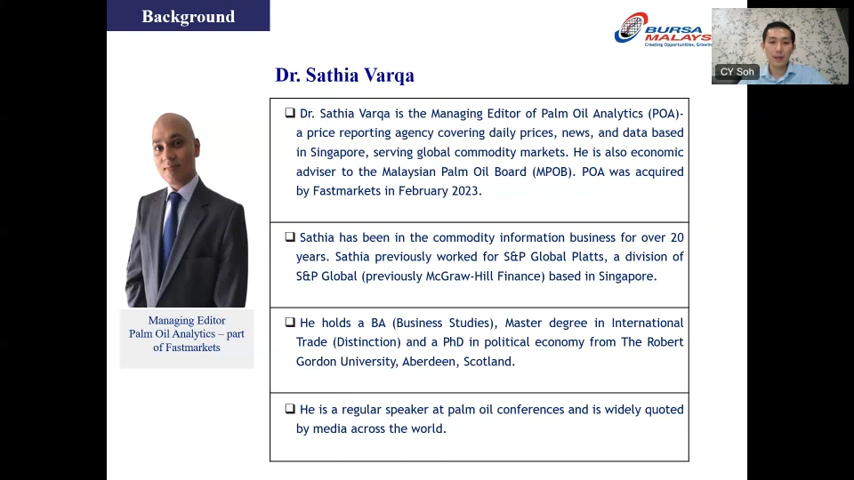 Background
BURSA
MALAYS
Creating Opportunities, Growing
CY Soh
Dr. Sathia Varqa
❑ Dr. Sathia Varqa is the Managing Editor of Palm Oil Analytics (POA)-
a price reporting agency covering daily prices, news, and data based
in Singapore, serving global commodity markets. He is also economic
adviser to the Malaysian Palm Oil Board (MPOB). POA was acquired
by Fastmarkets in February 2023.
❑ Sathia has been in the commodity information business for over 20
years. Sathia previously worked for S&P Global Platts, a division of
S&P Global (previously McGraw-Hill Finance) based in Singapore.
Managing Editor
Palm Oil Analytics – part
of Fastmarkets
❑ He holds a BA (Business Studies), Master degree in International
Trade (Distinction) and a PhD in political economy from The Robert
Gordon University, Aberdeen, Scotland.
❑ He is a regular speaker at palm oil conferences and is widely quoted
by media across the world.